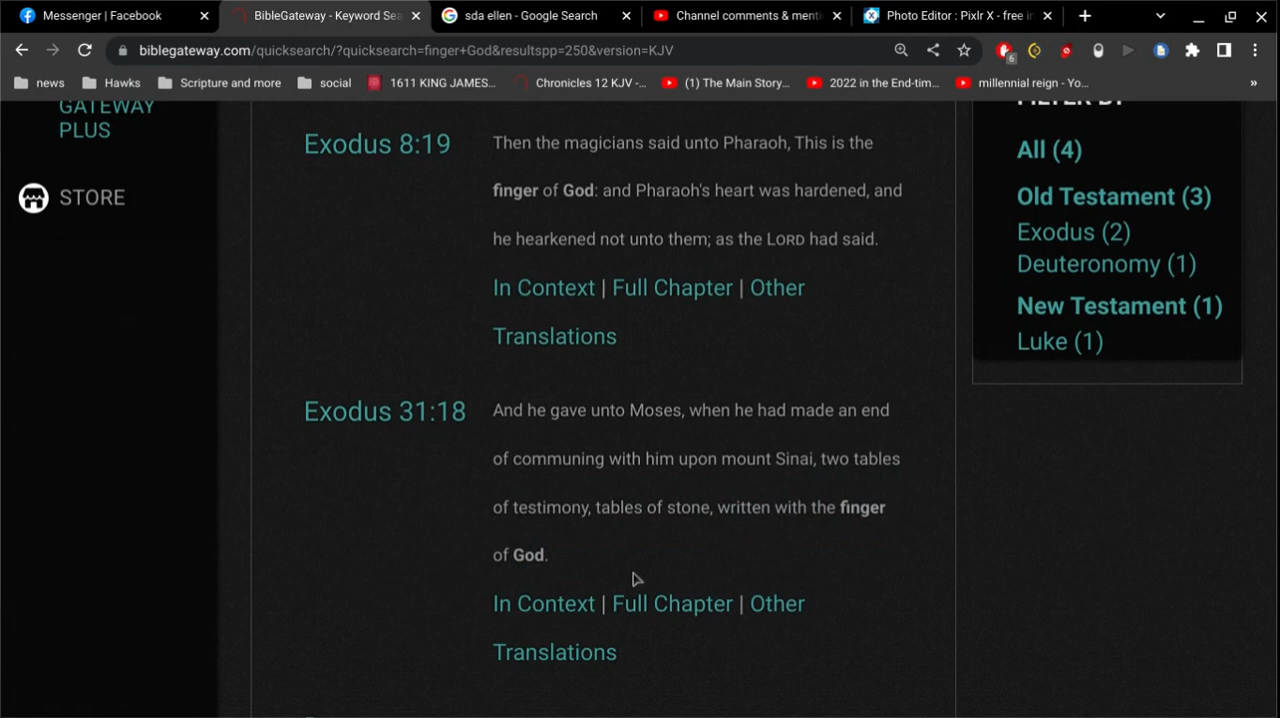 Messenger | Facebook
BibleGateway - Keyword Sea
sda ellen - Google Search
Channel comments & menti
Photo Editor : Pixlr X - free i
biblegateway.com/quicksearch/?quicksearch=finger+God&resultspp=250&version=KJV
6
news
Hawks
Scripture and more
social
1611 KING JAMES...
Chronicles 12 KJV -...
(1) The Main Story...
2022 in the End-tim...
millennial reign - Yo...
»
GATEWAY
PLUS
STORE
Exodus 8:19
Then the magicians said unto Pharaoh, This is the
finger of God: and Pharaoh's heart was hardened, and
he hearkened not unto them; as the LORD had said.
In Context | Full Chapter | Other
Translations
Exodus 31:18
And he gave unto Moses, when he had made an end
of communing with him upon mount Sinai, two tables
of testimony, tables of stone, written with the finger
of God.
In Context | Full Chapter | Other
Translations
FILTER BY
All (4)
Old Testament (3)
Exodus (2)
Deuteronomy (1)
New Testament (1)
Luke (1)